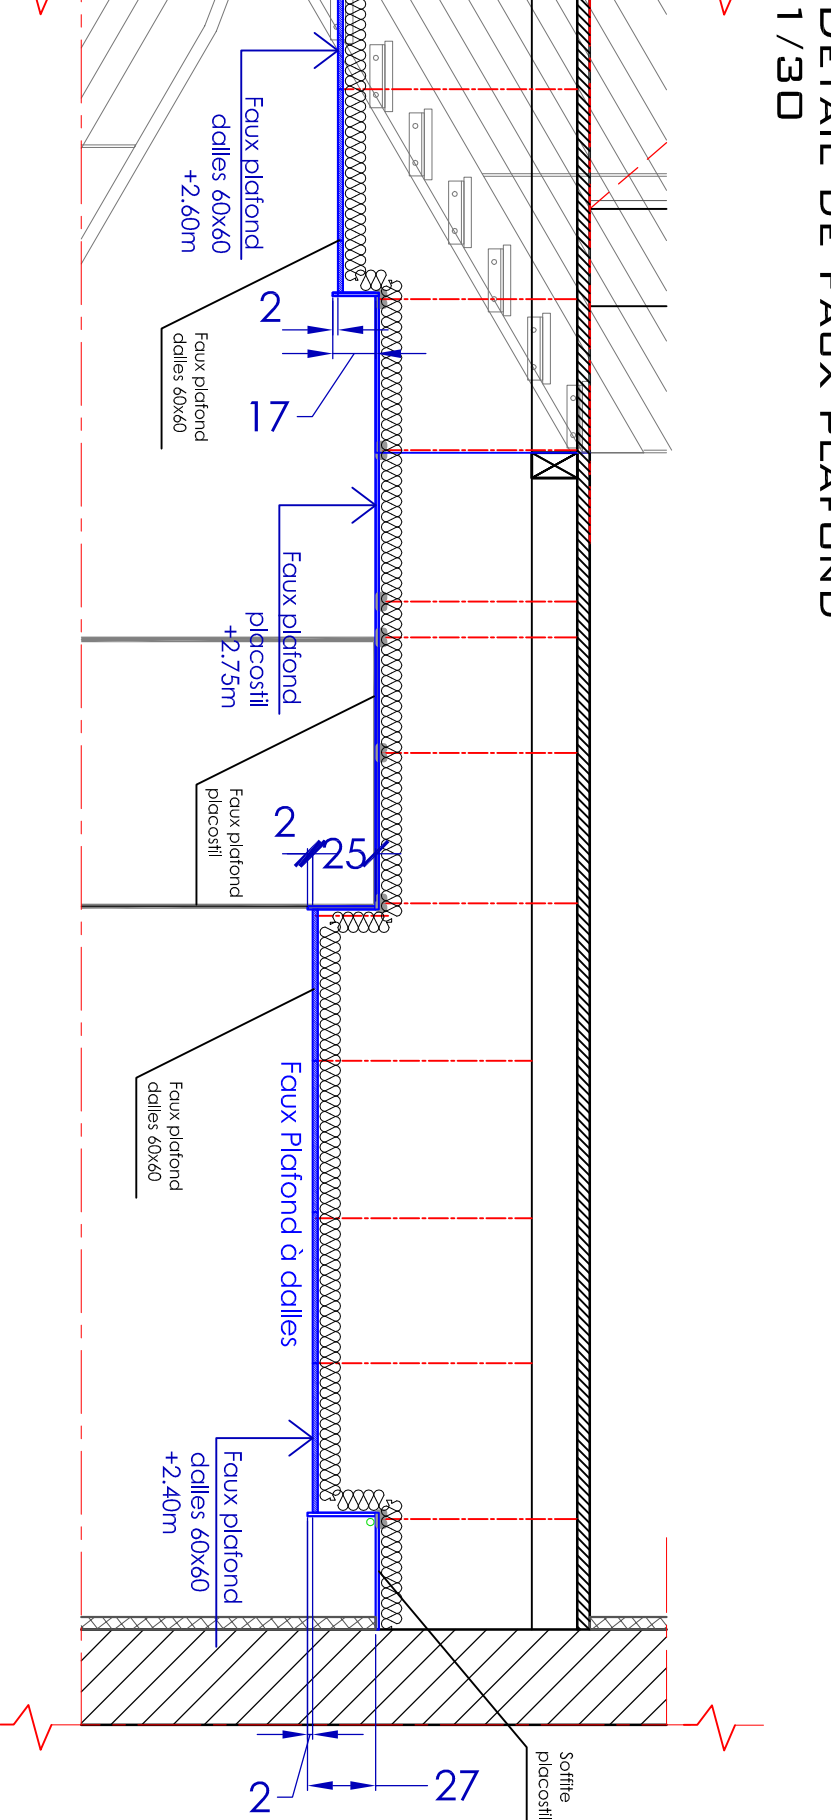 DÉTAIL DE FAUX PLAFOND
1/30
Faux plafond
dalles 60x60
+2.60m
Faux plafond
dalles 60x60
2
17
Faux plafond
placostil
+2.75m
Faux plafond
placostil
2
25
Faux plafond
dalles 60x60
Faux Plafond à dalles
Faux plafond
dalles 60x60
+2.40m
Soffite
placostil
2
27